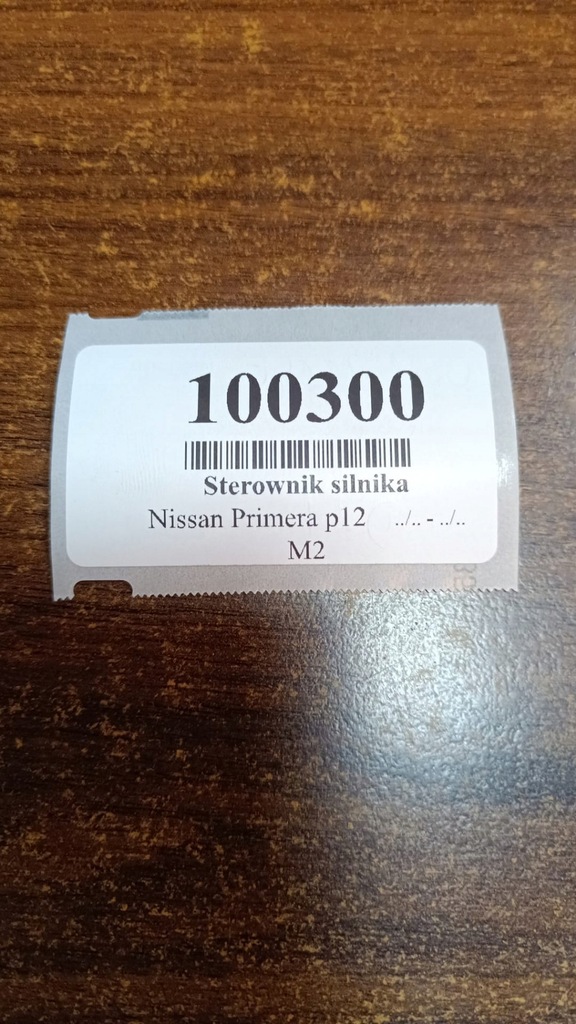 100300
Sterownik silnika
Nissan Primera p12 ../.. - ../..
M2